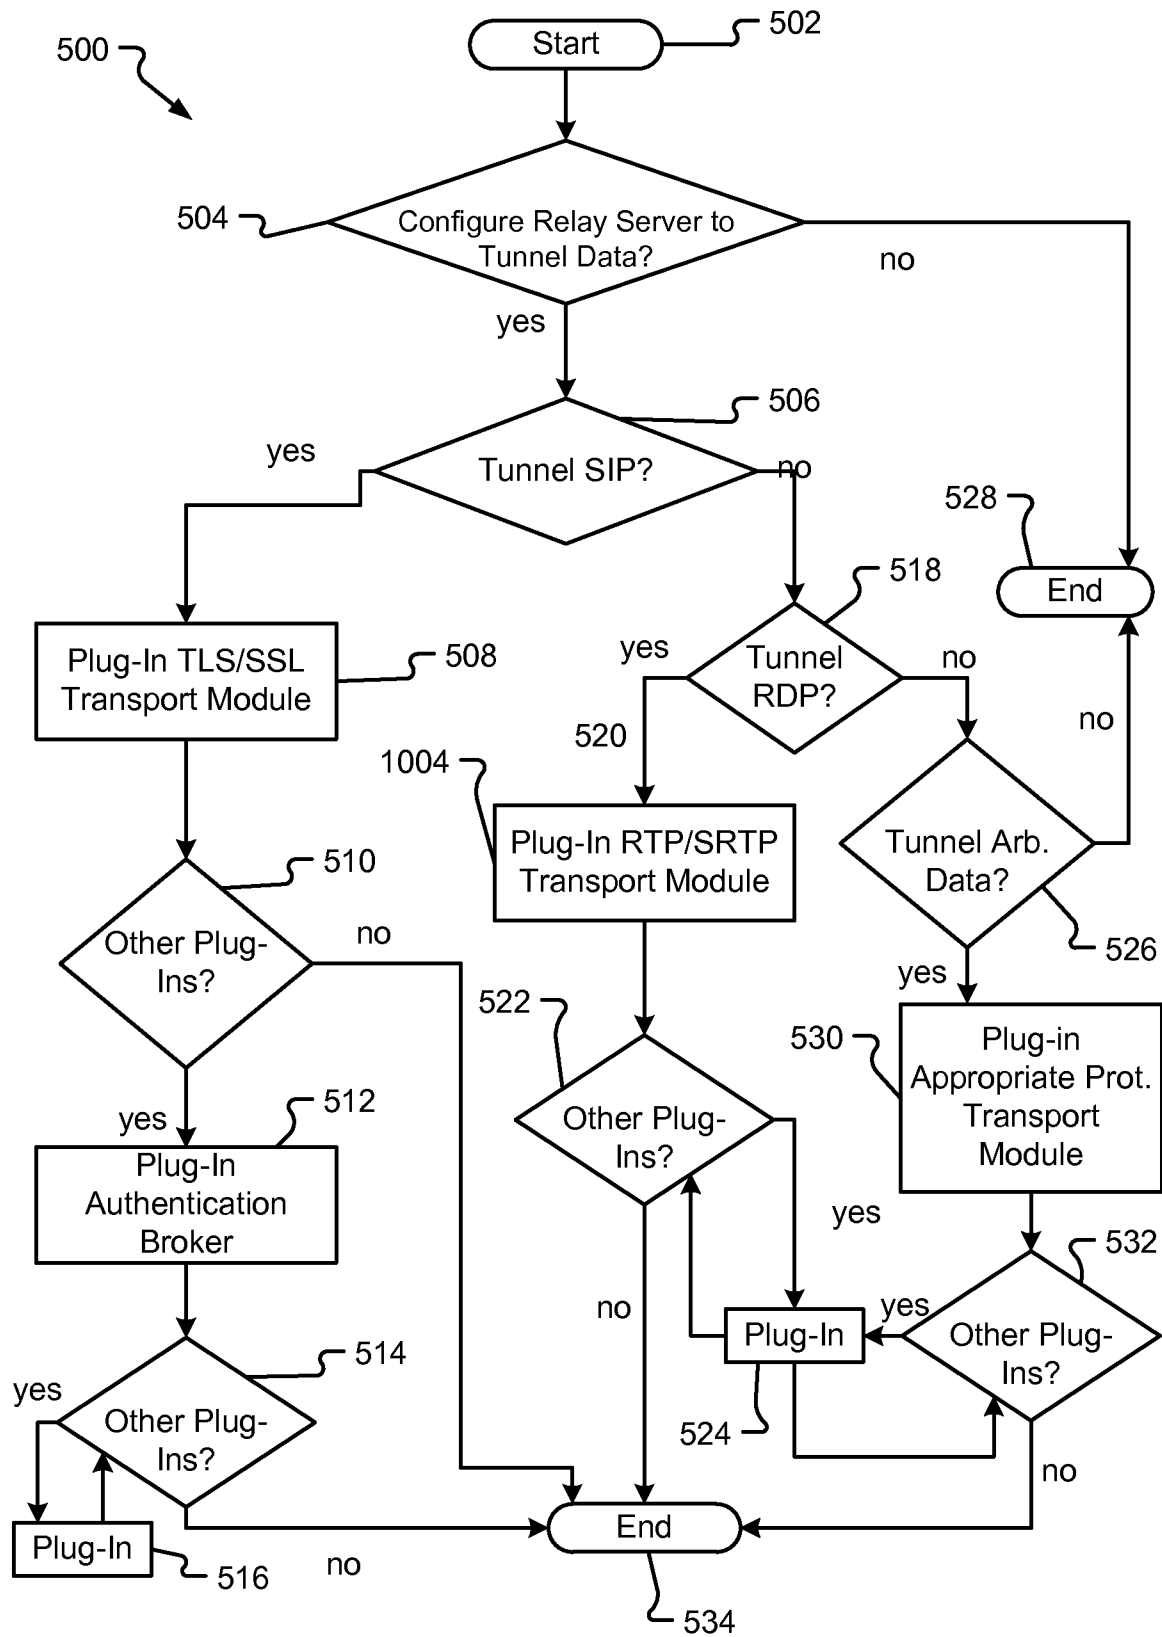 500
Start
502
504
Configure Relay Server to
Tunnel Data?
no
yes
506
yes
Tunnel SIP?
no
528
End
518
Plug-In TLS/SSL
Transport Module
508
yes
Tunnel
RDP?
no
520
no
1004
Plug-In RTP/SRTP
Transport Module
Tunnel Arb.
Data?
510
Other Plug-
Ins?
no
526
yes
522
530
Plug-in
Appropriate Prot.
Transport
Module
512
yes
Other Plug-
Ins?
Plug-In
Authentication
Broker
yes
532
no
Plug-In
yes
Other Plug-
Ins?
514
yes
Other Plug-
Ins?
524
no
End
Plug-In
516
no
534